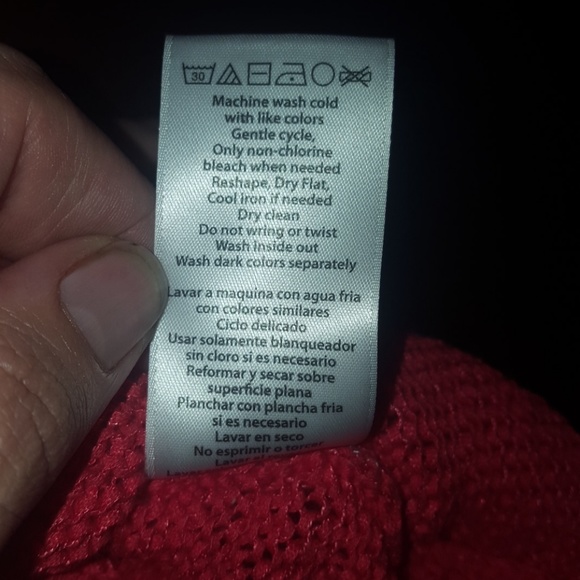 30
Machine wash cold
with like colors
Gentle cycle,
Only non-chlorine
bleach when needed
Reshape, Dry Flat,
Cool iron if needed
Dry clean
Do not wring or twist
Wash inside out
Wash dark colors separately
Lavar a maquina con agua fria
con colores similares
Ciclo delicado
Usar solamente blanqueador
sin cloro si es necesario
Reformar y secar sobre
superficie plana
Planchar con plancha fria
si es necesario
Lavar en seco
No esprimir o torcer
Lavar al